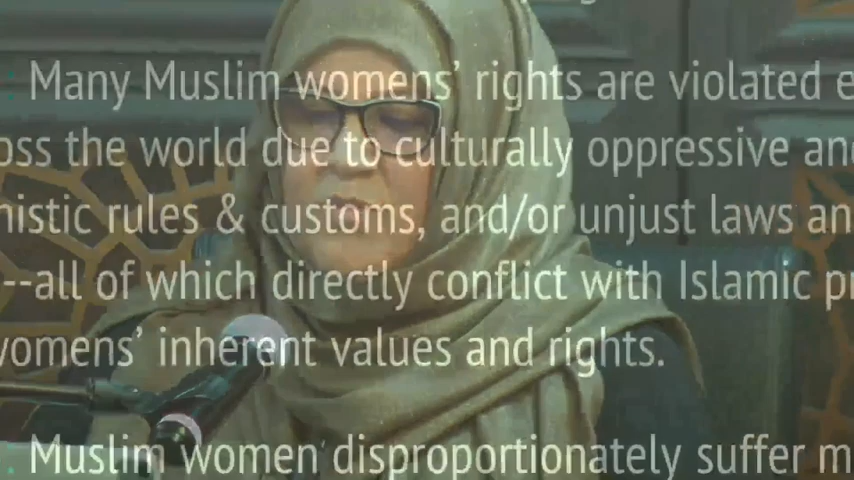 : Many Muslim womens' rights are violated e
oss the world due to culturally oppressive and
nistic rules & customs, and/or unjust laws an
--all of which directly conflict with Islamic pr
womens' inherent values and rights.
: Muslim women disproportionately suffer m